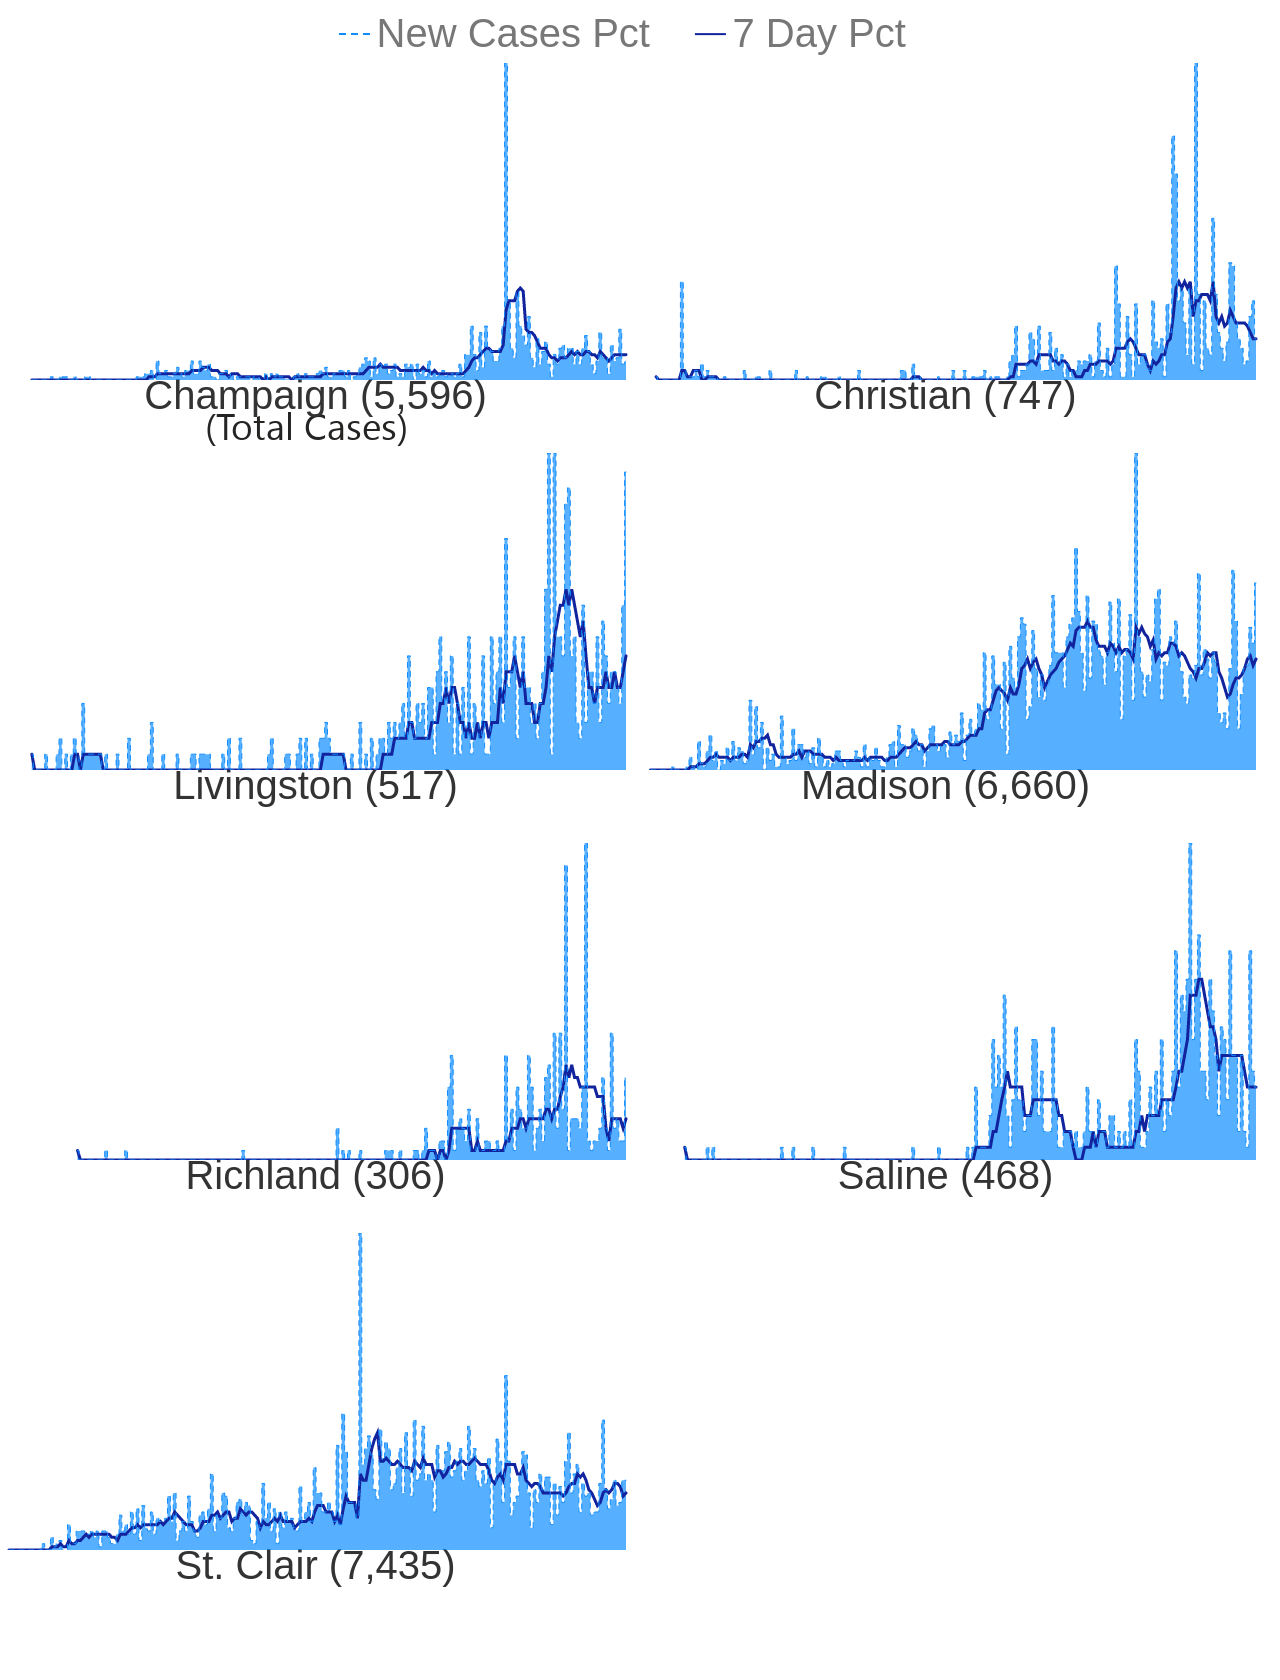 New Cases Pct 7 Day Pct
Champaign (5,596)
(Total Cases)
Christian (747)
Livingston (517)
Madison (6,660)
Richland (306)
Saline (468)
St. Clair (7,435)